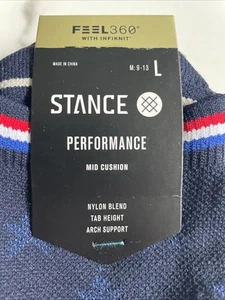 FEEL360°
WITH INFIKNIT
MADE IN CHINA
M: 9-13 L
STANCE
PERFORMANCE
MID CUSHION
NYLON BLEND
TAB HEIGHT
ARCH SUPPORT